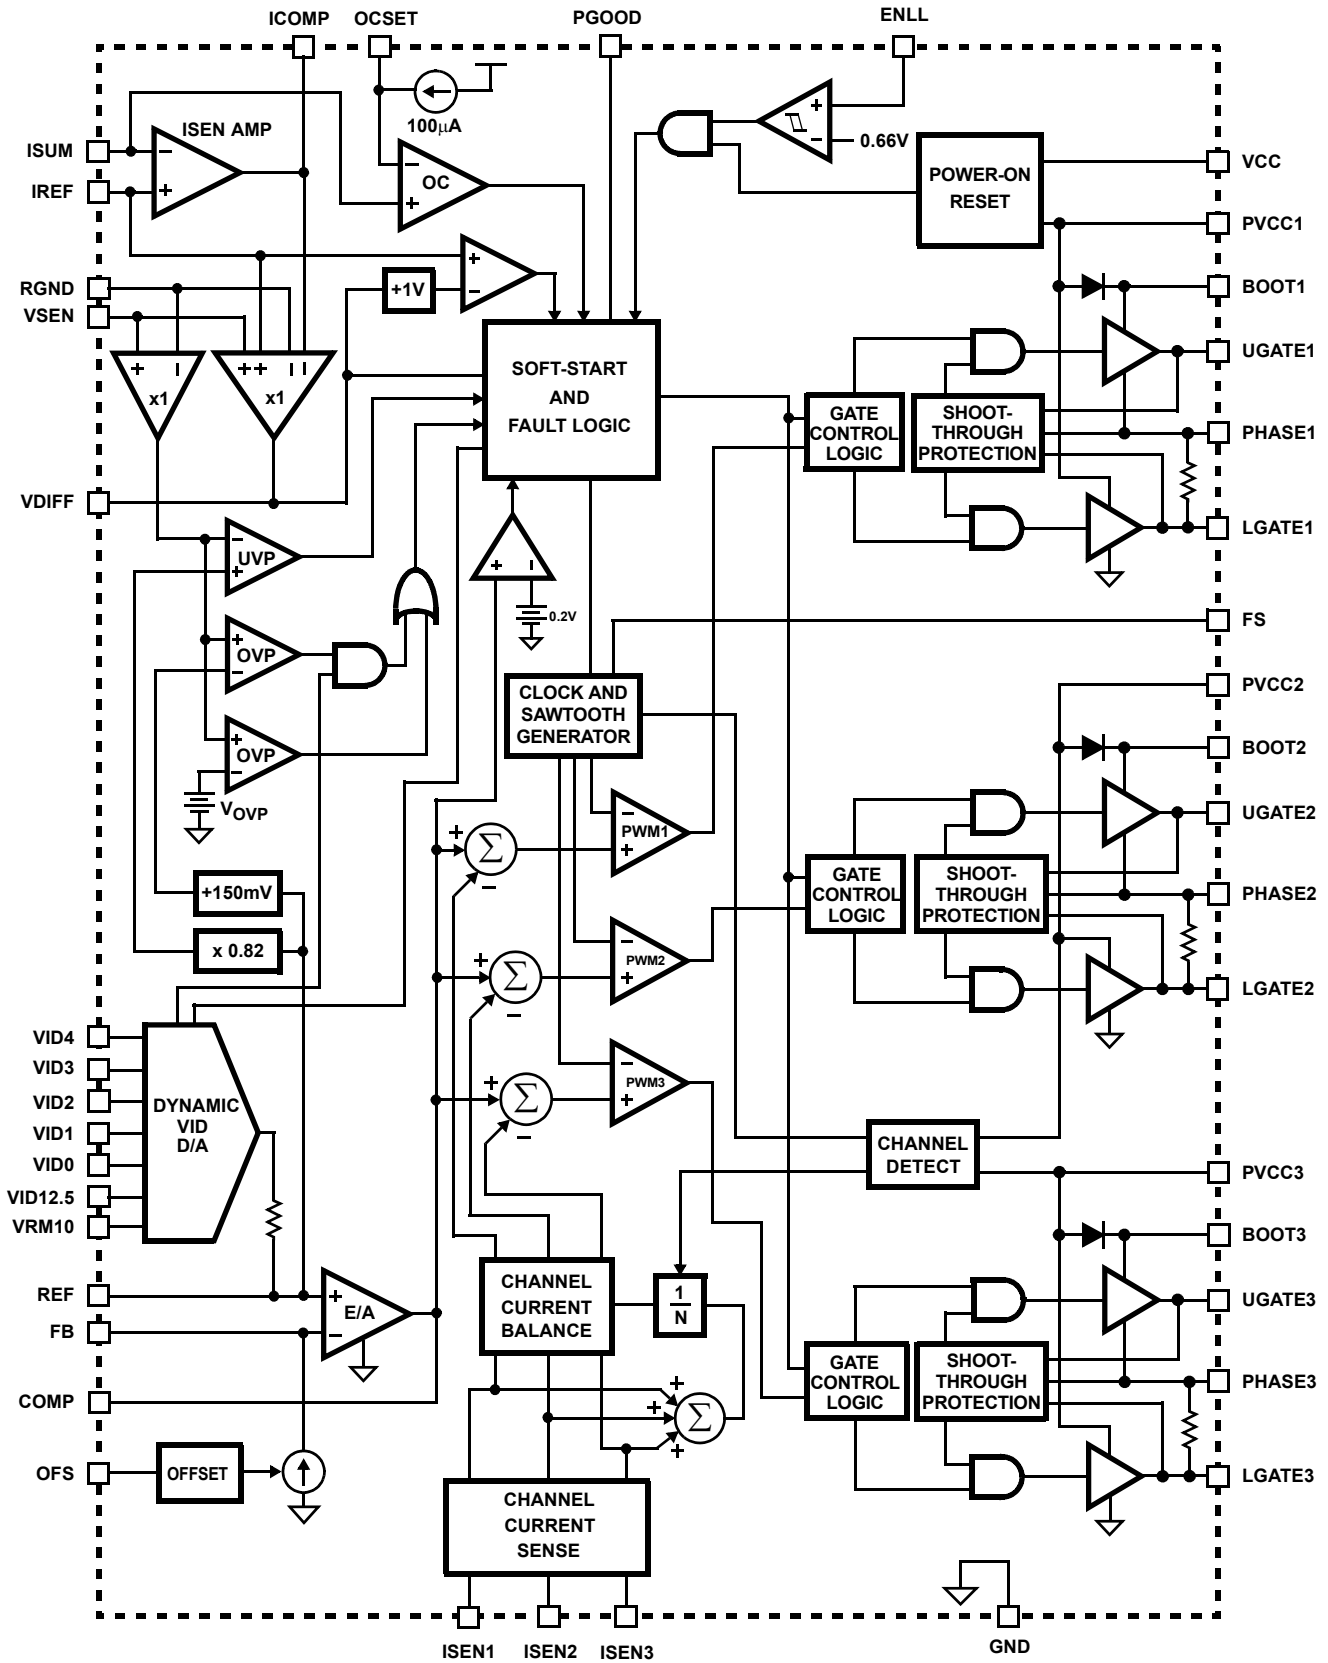 ICOMP OCSET PGOOD ENLL
ISEN AMP
100µA
ISUM
- +
IREF
- OC +
+ -
0.66V
POWER-ON
RESET
VCC
PVCC1
RGND
VSEN
+1V
+ -
BOOT1
+ -
x1
+ + - -
x1
SOFT-START
AND
FAULT LOGIC
GATE
CONTROL
LOGIC
SHOOT-
THROUGH
PROTECTION
UGATE1
PHASE1
VDIFF
LGATE1
- UVP +
+ -
0.2V
+ OVP -
FS
CLOCK AND
SAWTOOTH
GENERATOR
PVCC2
+ OVP -
VOVP
BOOT2
- PWM1 +
+ Σ -
UGATE2
+150mV
x 0.82
GATE
CONTROL
LOGIC
SHOOT-
THROUGH
PROTECTION
PHASE2
- PWM2 +
+ Σ -
LGATE2
VID4
VID3
VID2
VID1
VID0
VID12.5
VRM10
DYNAMIC
VID
D/A
- PWM3 +
+ Σ -
CHANNEL
DETECT
PVCC3
BOOT3
REF
FB
+ E/A -
CHANNEL
CURRENT
BALANCE
1
N
UGATE3
GATE
CONTROL
LOGIC
SHOOT-
THROUGH
PROTECTION
PHASE3
COMP
+ + Σ +
OFS
OFFSET
LGATE3
CHANNEL
CURRENT
SENSE
ISEN1 ISEN2 ISEN3
GND